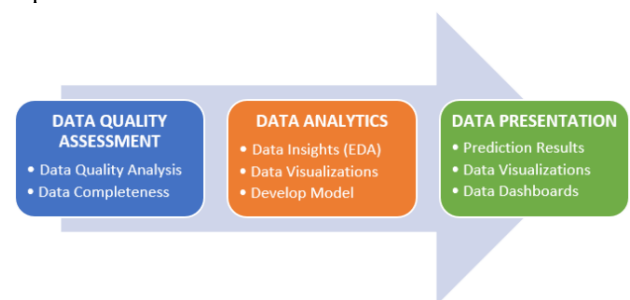 DATA QUALITY
ASSESSMENT
• Data Quality Analysis
• Data Completeness
DATA ANALYTICS
• Data Insights (EDA)
• Data Visualizations
• Develop Model
DATA PRESENTATION
• Prediction Results
• Data Visualizations
• Data Dashboards